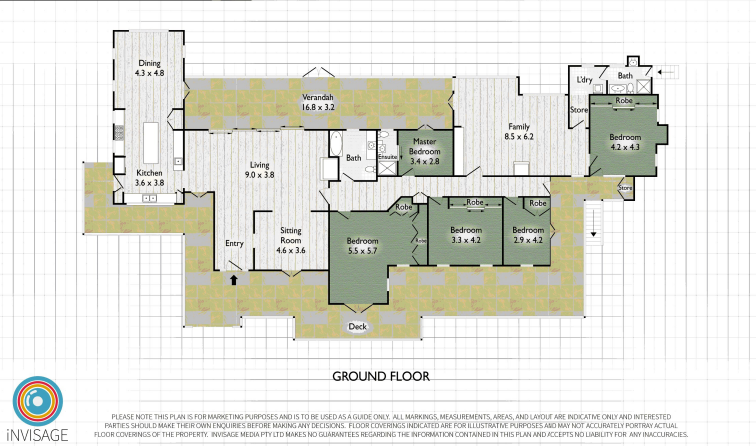 Dining
4.3 x 4.8
Verandah
16.8 x 3.2
L'dry
Bath
Store
Robe
Family
8.5 x 6.2
Bedroom
4.2 x 4.3
Master
Bedroom
3.4 x 2.8
Ensuite
Bath
Living
9.0 x 3.8
Kitchen
3.6 x 3.8
Store
Robe
Robe
Robe
Robe
Sitting
Room
4.6 x 3.6
Entry
Bedroom
5.5 x 5.7
Bedroom
3.3 x 4.2
Bedroom
2.9 x 4.2
Deck
GROUND FLOOR
iNVISAGE
PLEASE NOTE THIS PLAN IS FOR MARKETING PURPOSES AND IS TO BE USED AS A GUIDE ONLY. ALL MARKINGS, MEASUREMENTS, AREAS, AND LAYOUT ARE INDICATIVE ONLY AND INTERESTED
PARTIES SHOULD MAKE THEIR OWN ENQUIRIES BEFORE MAKING ANY DECISIONS. FLOOR COVERINGS INDICATED ARE FOR ILLUSTRATIVE PURPOSES AND MAY NOT ACCURATELY PORTRAY ACTUAL
FLOOR COVERINGS OF THE PROPERTY. INVISAGE MEDIA PTY LTD MAKES NO GUARANTEES REGARDING THE INFORMATION CONTAINED IN THIS PLAN AND ACCEPTS NO LIABILITY FOR ANY INACCURACIES.